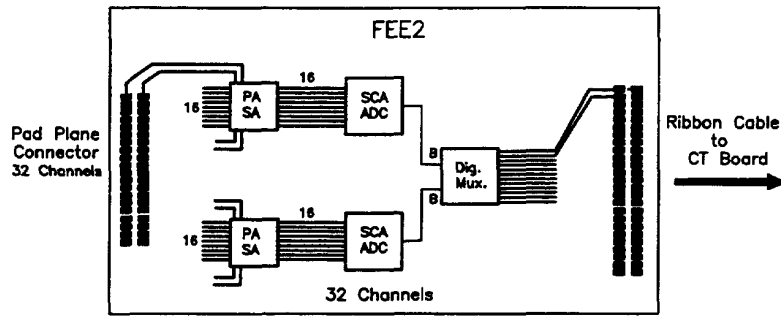 FEE2
Pad Plane
Connector
32 Channels
16
PA
SA
16
SCA
ADC
8
8
Dig.
Mux.
16
PA
SA
16
SCA
ADC
32 Channels
Ribbon Cable
to
CT Board